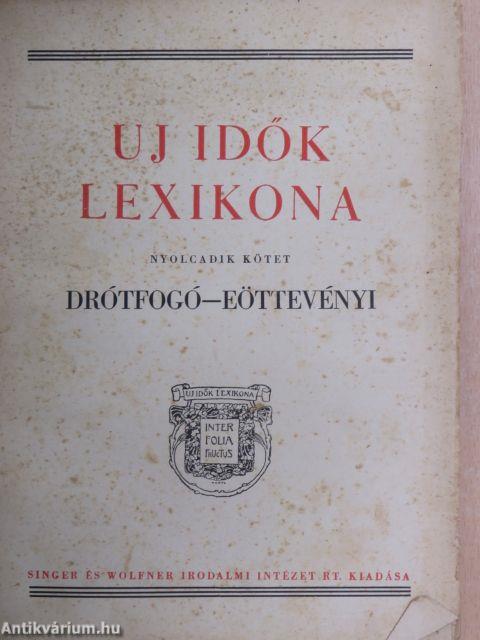 UJ IDŐK
LEXIKONA
NYOLCADIK KÖTET
DRÓTFOGÓ—EÖTTEVÉNYI
UJ IDŐK LEXIKONA
INTER
FOLIA
FRUCTUS
SINGER ÉS WOLFNER IRODALMI INTÉZET RT. KIADÁSA
Antikvárium.hu